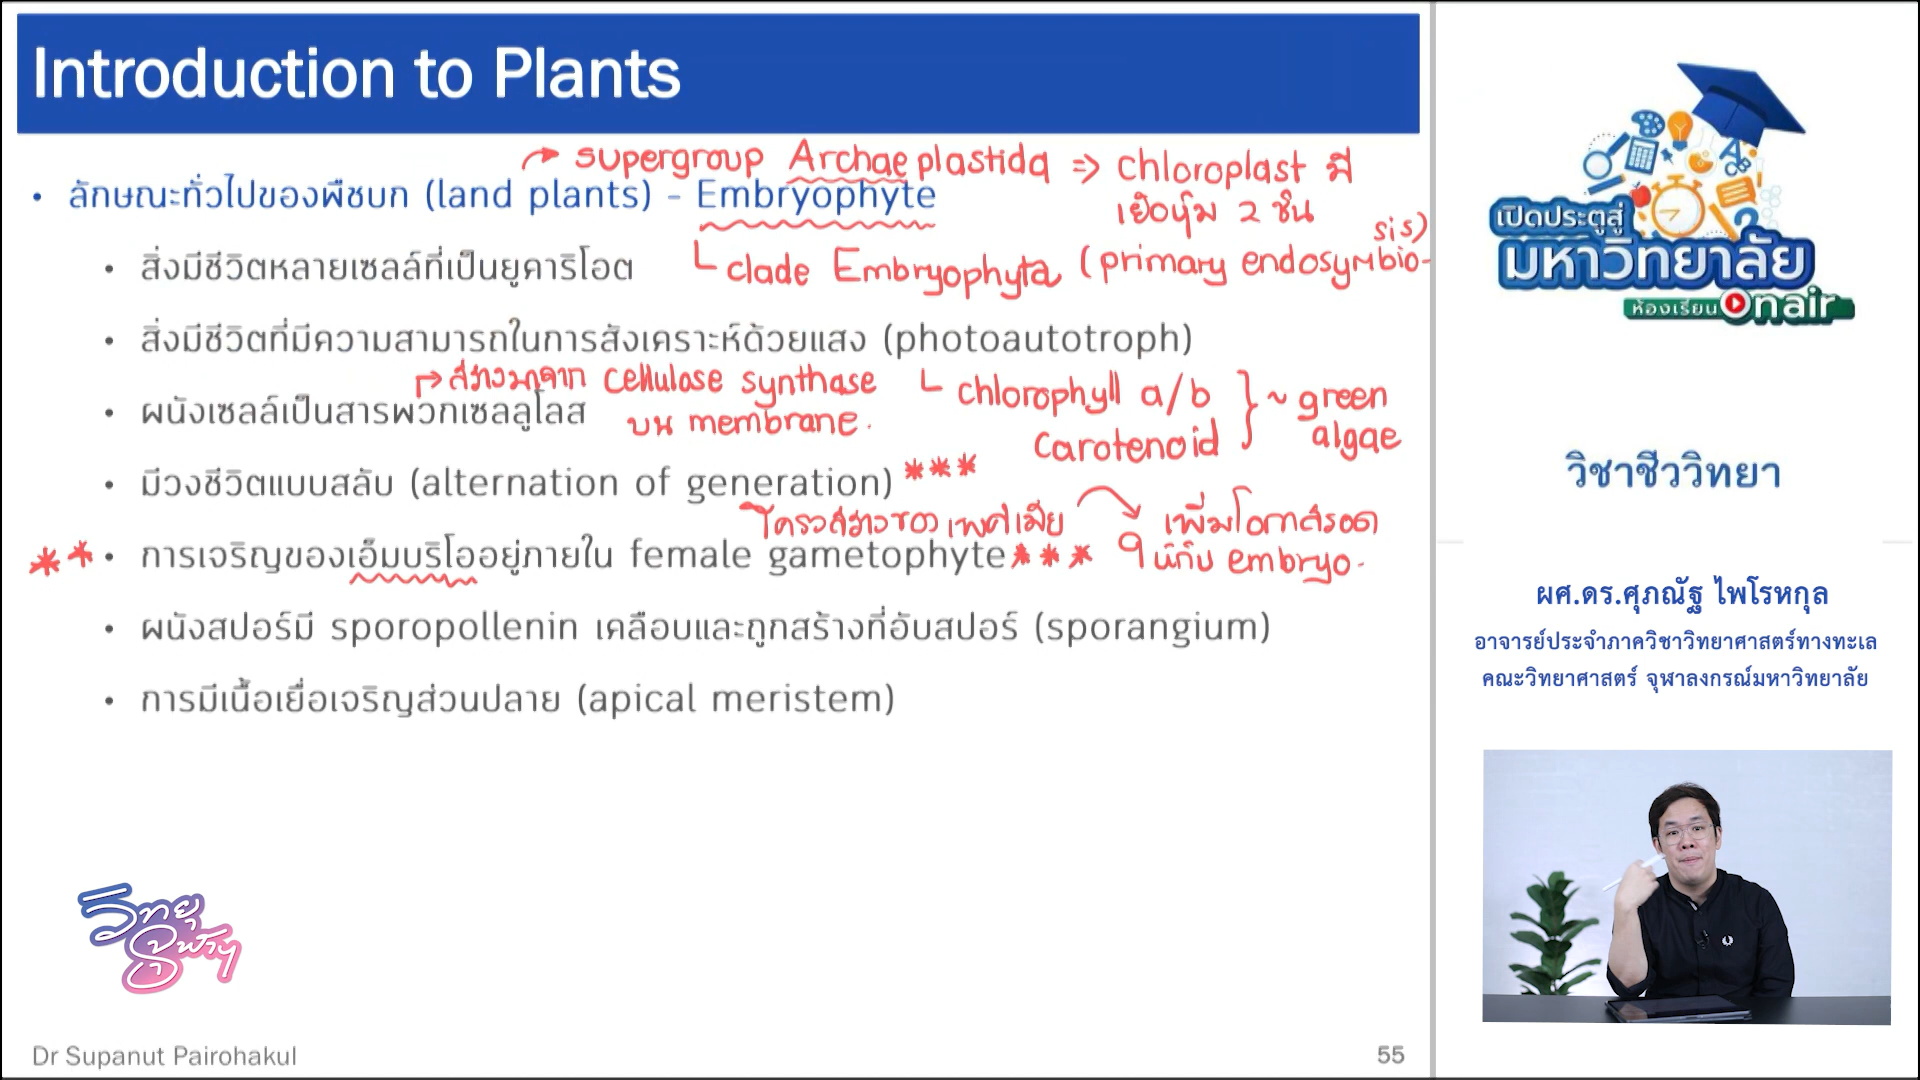 Introduction to Plants
supergroup Archaeplastida ⇒ Chloroplast มี
เยื่อหุ้ม 2 ชั้น
• ลักษณะทั่วไปของพืชบก (land plants) - Embryophyte
(primary endosymbio-
sis)
clade Embryophyta
• สิ่งมีชีวิตหลายเซลล์ที่เป็นยูคาริโอต
• สิ่งมีชีวิตที่มีความสามารถในการสังเคราะห์ด้วยแสง (photoautotroph)
chlorophyll a/b
carotenoid
~ green
algae
สร้างมาจาก cellulose synthase
บน membrane.
• ผนังเซลล์เป็นสารพวกเซลลูโลส
• มีวงชีวิตแบบสลับ (alternation of generation) ***
โครงสร้างของเพศเมีย
เพิ่มโอกาสรอด
ให้กับ embryo.
** • การเจริญของเอ็มบริโออยู่ภายใน female gametophyte ***
• ผนังสปอร์มี sporopollenin เคลือบและถูกสร้างที่อับสปอร์ (sporangium)
• การมีเนื้อเยื่อเจริญส่วนปลาย (apical meristem)
วิทยุ
จุฬาฯ
Dr Supanut Pairohakul
55
เปิดประตูสู่
มหาวิทยาลัย
ห้องเรียน Onair
วิชาชีววิทยา
ผศ.ดร.ศุภณัฐ ไพโรหกุล
อาจารย์ประจำภาควิชาวิทยาศาสตร์ทางทะเล
คณะวิทยาศาสตร์ จุฬาลงกรณ์มหาวิทยาลัย